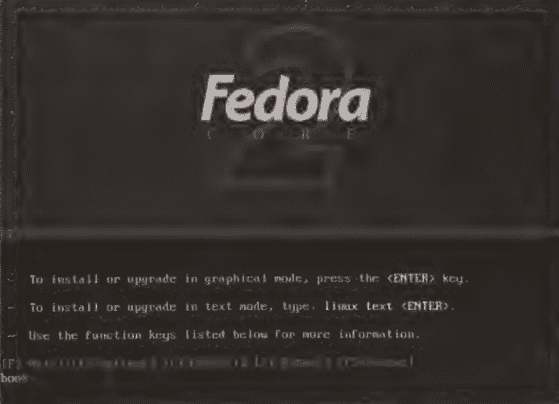 2
Fedora
C O R E
- To install or upgrade in graphical mode, press the <ENTER> key.
- To install or upgrade in text mode, type: linux text <ENTER>.
- Use the function keys listed below for more information.
boot: